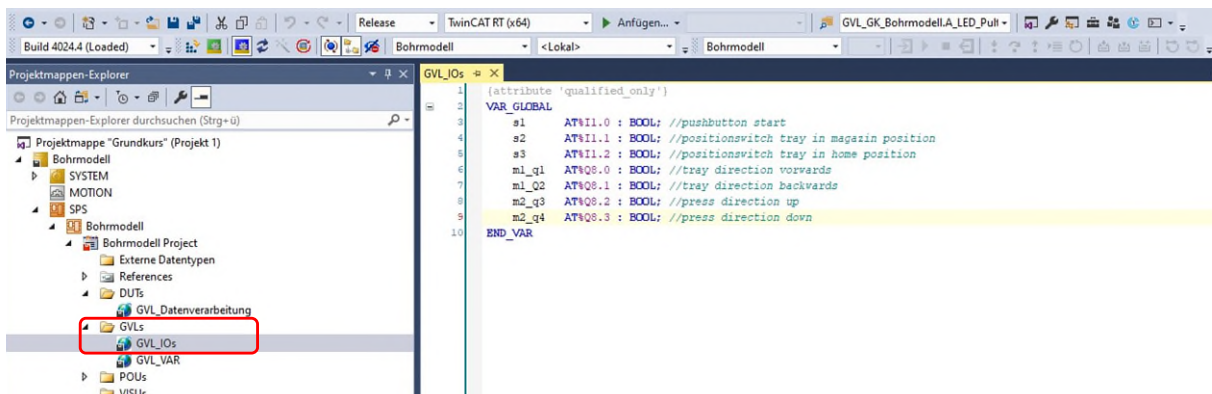 Release TwinCAT RT (x64) Anfügen... GVL_GK_Bohrmodell.A_LED_Pult
Build 4024.4 (Loaded) Bohrmodell <Lokal> Bohrmodell
Projektmappen-Explorer
Projektmappen-Explorer durchsuchen (Strg+ü)
Projektmappe "Grundkurs" (Projekt 1)
Bohrmodell
SYSTEM
MOTION
SPS
Bohrmodell
Bohrmodell Project
Externe Datentypen
References
DUTs
GVL_Datenverarbeitung
GVLs
GVL_IOs
GVL_VAR
POUs
VISUs
GVL_IOs
1 {attribute 'qualified_only'}
2 VAR_GLOBAL
3 s1 AT%I1.0 : BOOL; //pushbutton start
4 s2 AT%I1.1 : BOOL; //positionswitch tray in magazin position
5 s3 AT%I1.2 : BOOL; //positionswitch tray in home position
6 m1_q1 AT%Q8.0 : BOOL; //tray direction vorwards
7 m1_Q2 AT%Q8.1 : BOOL; //tray direction backvards
8 m2_q3 AT%Q8.2 : BOOL; //press direction up
9 m2_q4 AT%Q8.3 : BOOL; //press direction down
10 END_VAR